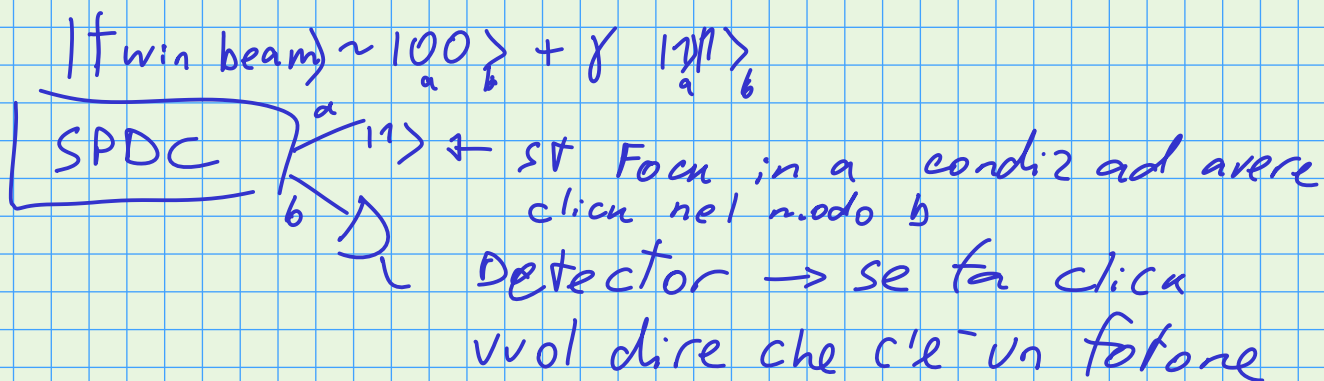 |Twin beam⟩ ~ |00⟩ + γ |11⟩
a b a b
SPDC a |1⟩ ← st Fock in a condiz ad avere
b click nel modo b
Detector → se fa click
vuol dire che c'è un fotone